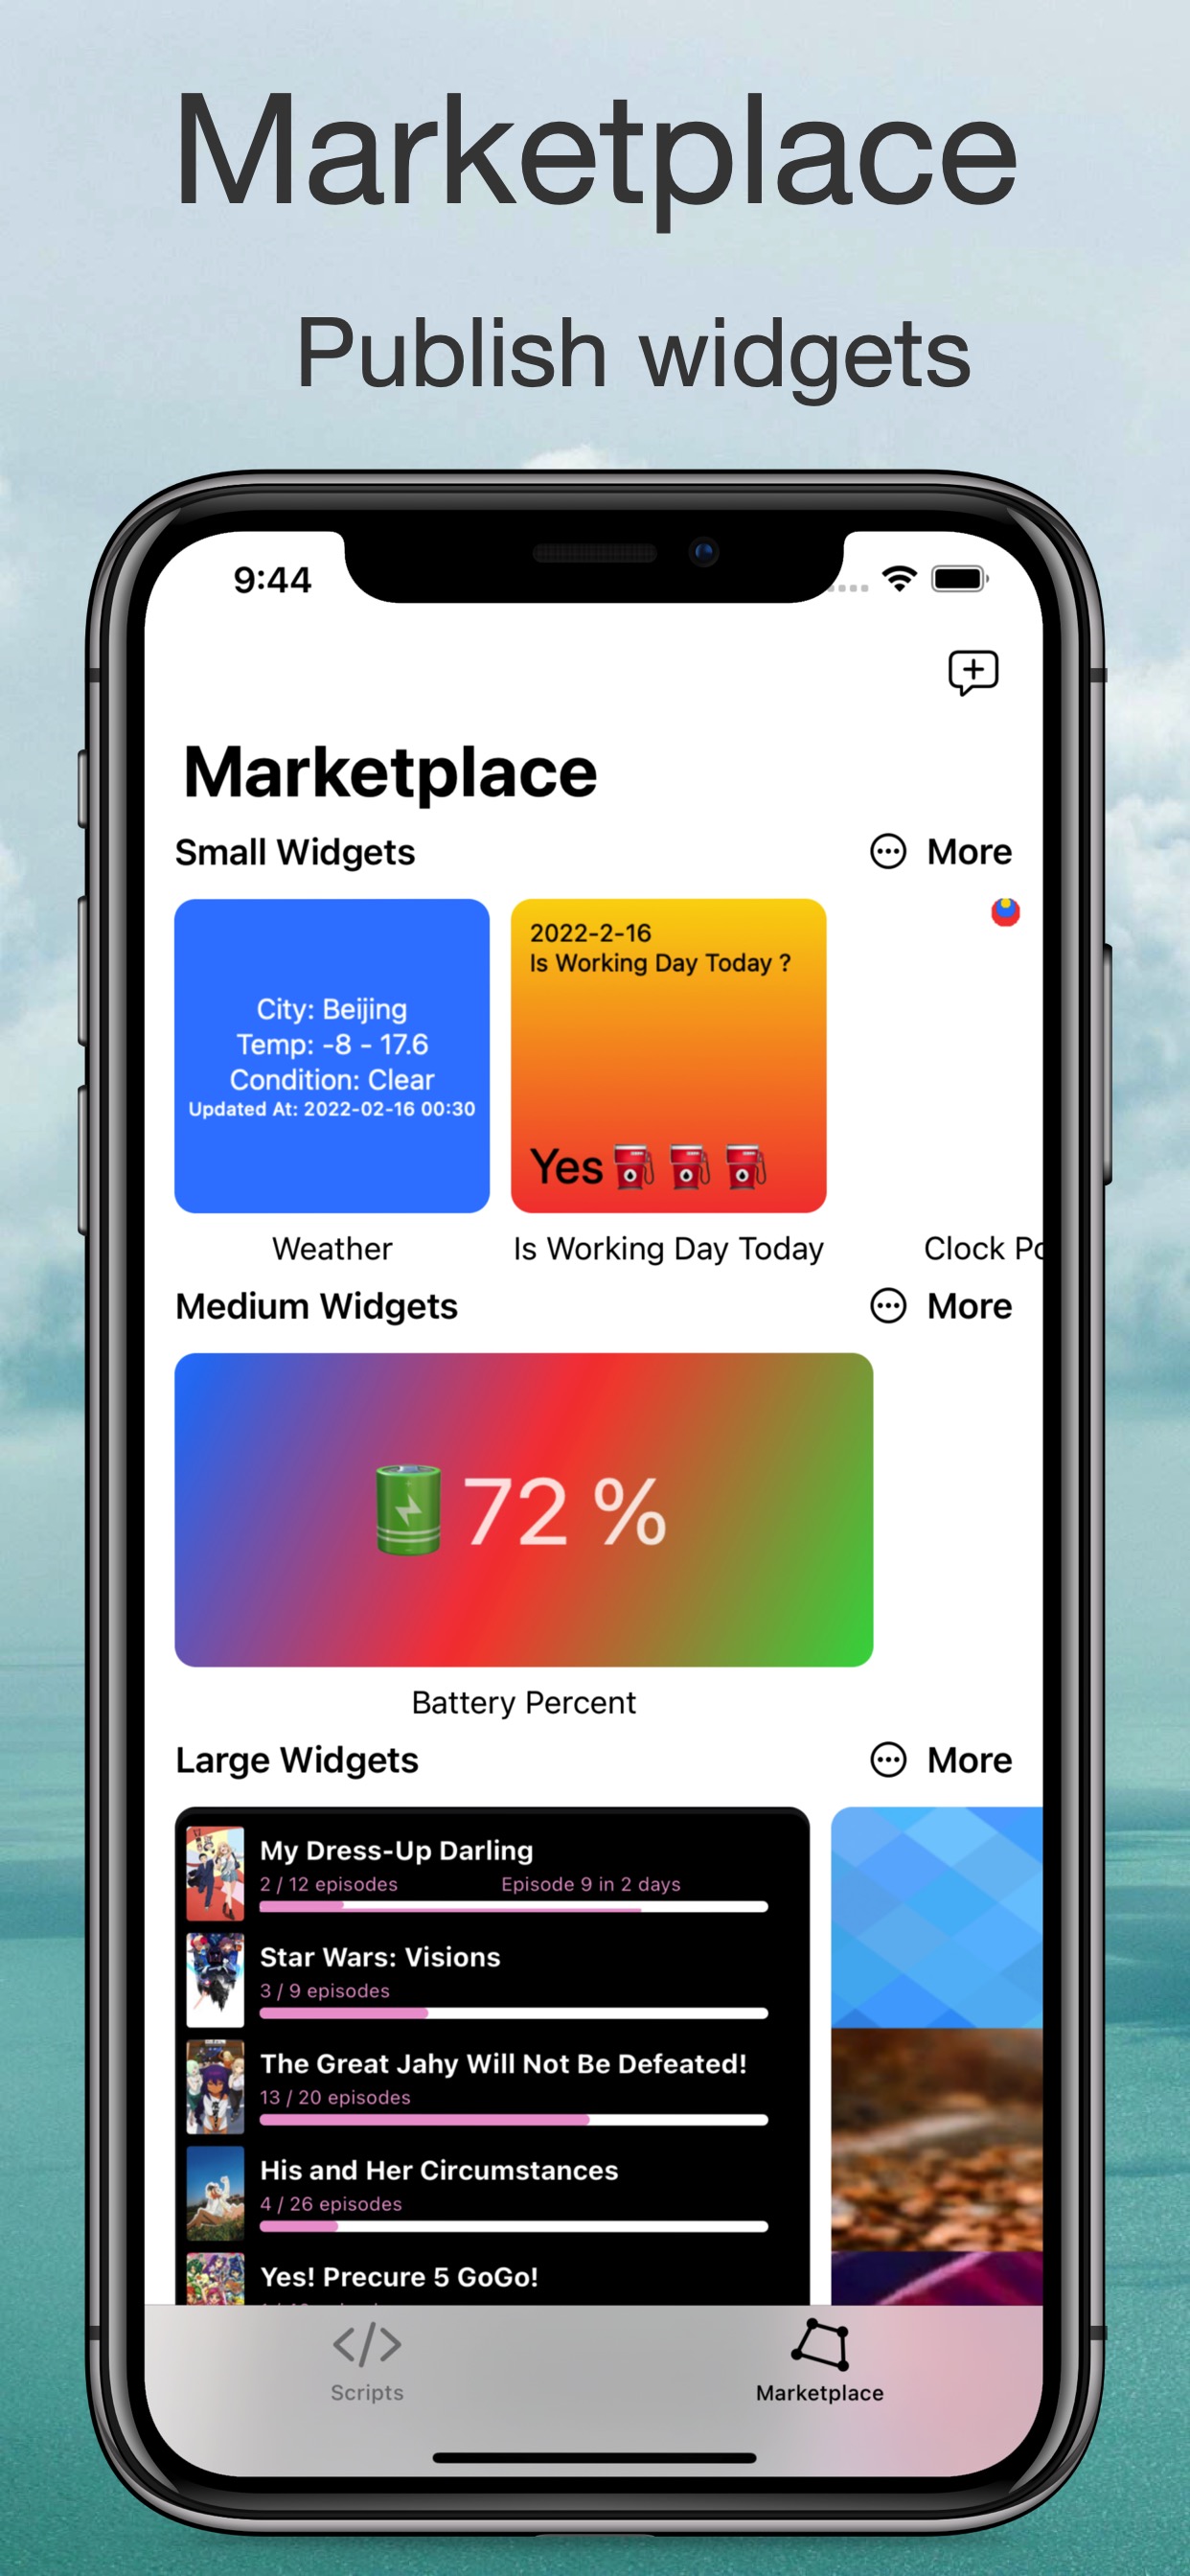 Marketplace
Publish widgets
9:44
Marketplace
Small Widgets
More
City: Beijing
Temp: -8 - 17.6
Condition: Clear
Updated At: 2022-02-16 00:30
2022-2-16
Is Working Day Today ?
Yes
Weather
Is Working Day Today
Clock
Medium Widgets
More
72 %
Battery Percent
Large Widgets
More
My Dress-Up Darling
2 / 12 episodes
Episode 9 in 2 days
Star Wars: Visions
3 / 9 episodes
The Great Jahy Will Not Be Defeated!
13 / 20 episodes
His and Her Circumstances
4 / 26 episodes
Yes! Precure 5 GoGo!
Scripts
Marketplace